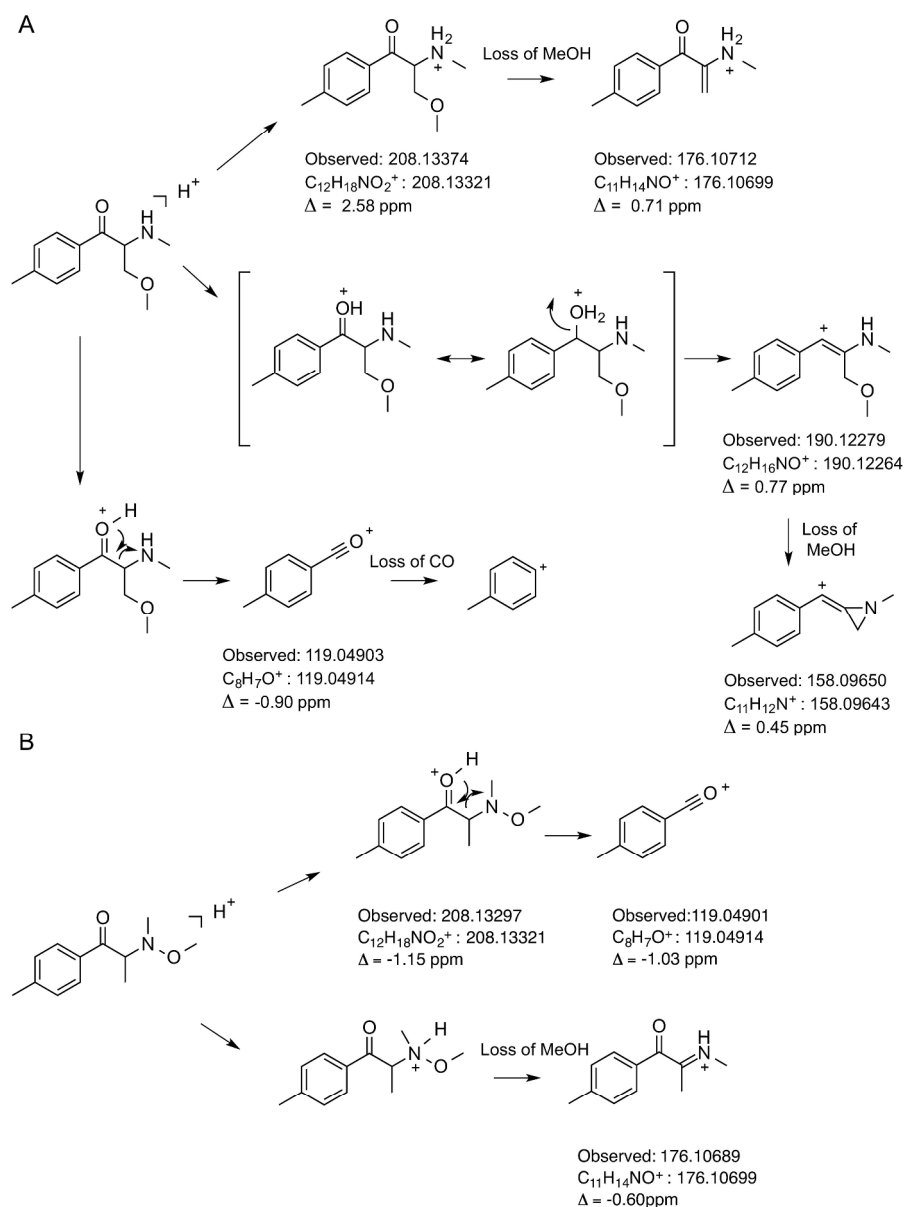 A
O
H2
N
+
O
Loss of MeOH
O
H2
N
+
Observed: 208.13374
C12H18NO2+ : 208.13321
Δ = 2.58 ppm
Observed: 176.10712
C11H14NO+ : 176.10699
Δ = 0.71 ppm
H+
O
H
N
O
+
OH
H
N
O
+
OH2
H
N
O
+
H
N
O
Observed: 190.12279
C12H16NO+ : 190.12264
Δ = 0.77 ppm
Loss of
MeOH
+
O
H
H
N
O
O
+
Loss of CO
+
+
N
Observed: 119.04903
C8H7O+ : 119.04914
Δ = -0.90 ppm
Observed: 158.09650
C11H12N+ : 158.09643
Δ = 0.45 ppm
B
+
O
H
N
O
O
+
Observed:208.13297
C12H18NO2+ : 208.13321
Δ = -1.15 ppm
Observed:119.04901
C8H7O+ : 119.04914
Δ = -1.03 ppm
H+
O
N
O
O
H
N
+
O
Loss of MeOH
O
H
N
+
Observed: 176.10689
C11H14NO+ : 176.10699
Δ = -0.60ppm